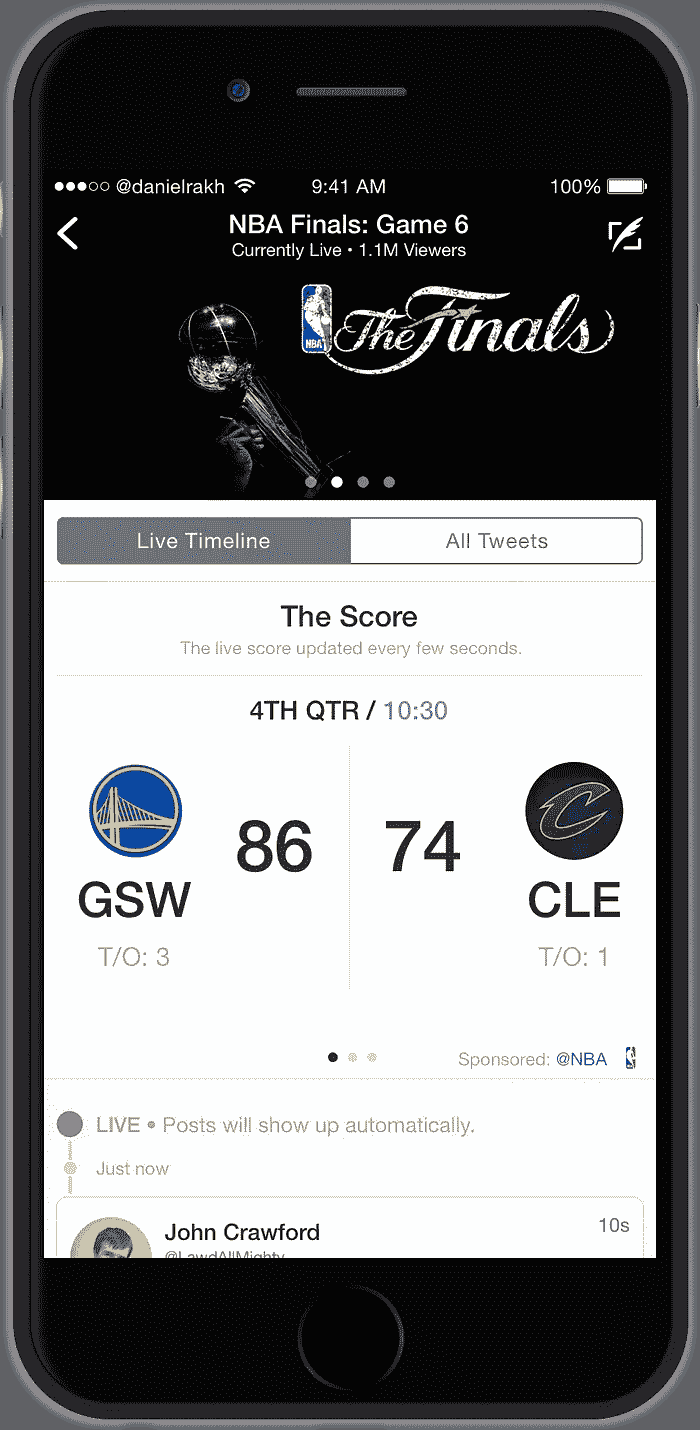 @danielrakh 9:41 AM 100%
NBA Finals: Game 6
Currently Live • 1.1M Viewers
NBA The Finals
Live Timeline All Tweets
The Score
The live score updated every few seconds.
4TH QTR / 10:30
86 74
GSW CLE
T/O: 3 T/O: 1
Sponsored: @NBA
LIVE • Posts will show up automatically.
Just now
John Crawford 10s
@LawdAllMighty